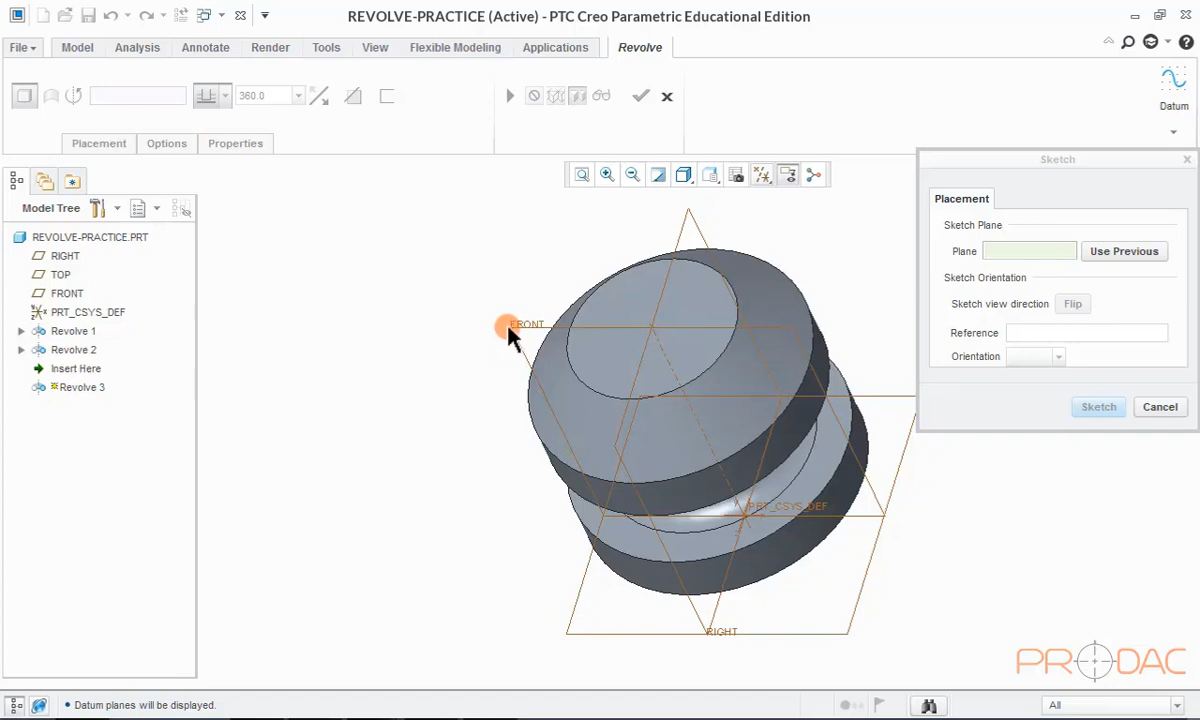 REVOLVE-PRACTICE (Active) - PTC Creo Parametric Educational Edition
File Model Analysis Annotate Render Tools View Flexible Modeling Applications Revolve
360.0
Datum
Placement Options Properties
Model Tree
REVOLVE-PRACTICE.PRT
RIGHT
TOP
FRONT
PRT_CSYS_DEF
Revolve 1
Revolve 2
Insert Here
Revolve 3
FRONT
PRT_CSYS_DEF
RIGHT
Sketch
Placement
Sketch Plane
Plane Use Previous
Sketch Orientation
Sketch view direction Flip
Reference
Orientation
Sketch Cancel
PRODAC
• Datum planes will be displayed.
All